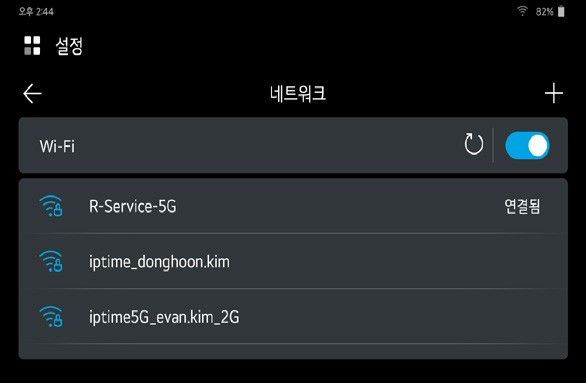 오후 2:44 82%
설정
네트워크
Wi-Fi
R-Service-5G 연결됨
iptime_donghoon.kim
iptime5G_evan.kim_2G